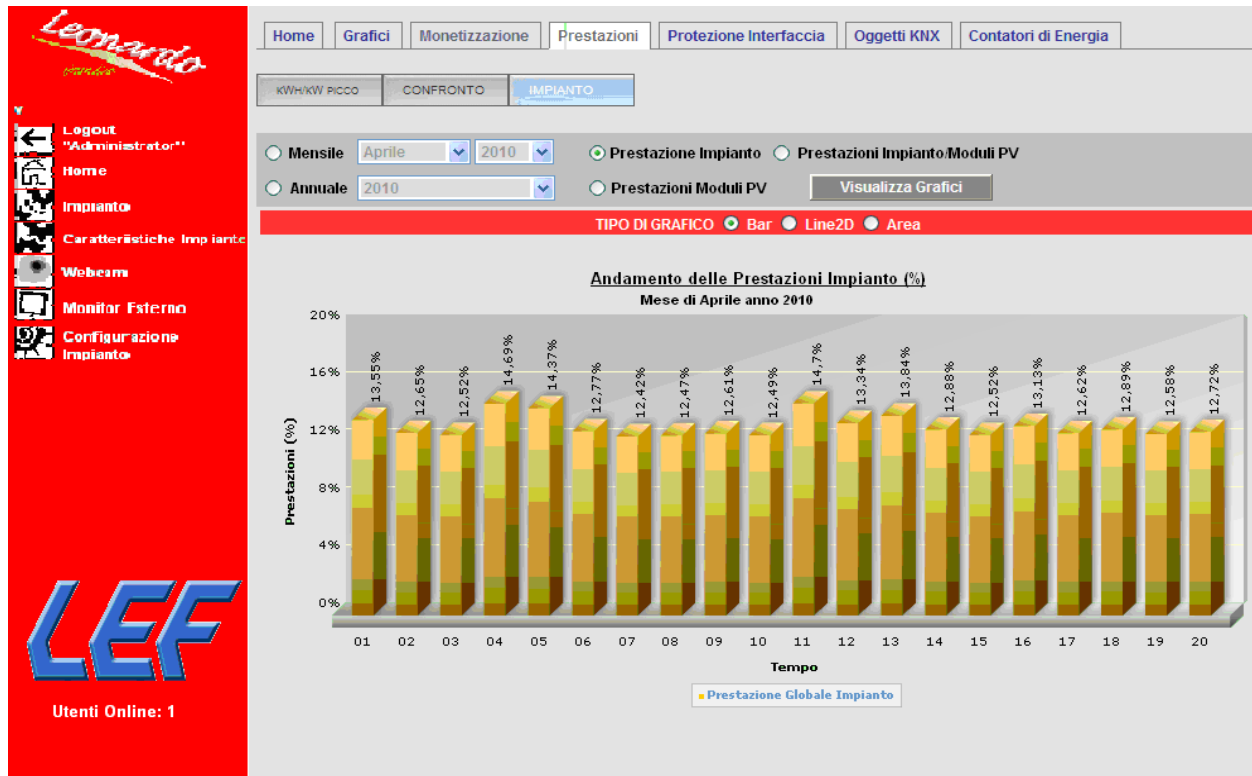 Leonardo
Home
Grafici
Monetizzazione
Prestazioni
Protezione Interfaccia
Oggetti KNX
Contatori di Energia
KWH/KW PICCO
CONFRONTO
IMPIANTO
Logout
"Administrator"
Home
Impianto
Caratteristiche Impianto
Webcam
Monitor Esterno
Configurazione
Impianto
Mensile Aprile 2010 Prestazione Impianto Prestazioni Impianto/Moduli PV
Annuale 2010 Prestazioni Moduli PV Visualizza Grafici
TIPO DI GRAFICO Bar Line2D Area
Andamento delle Prestazioni Impianto (%)
Mese di Aprile anno 2010
Prestazioni (%)
20%
16%
12%
8%
4%
0%
13,55%
12,65%
12,52%
14,69%
14,37%
12,77%
12,42%
12,47%
12,61%
12,49%
14,7%
13,34%
13,84%
12,88%
12,52%
13,13%
12,62%
12,89%
12,58%
12,72%
01 02 03 04 05 06 07 08 09 10 11 12 13 14 15 16 17 18 19 20
Tempo
Prestazione Globale Impianto
LEF
Utenti Online: 1